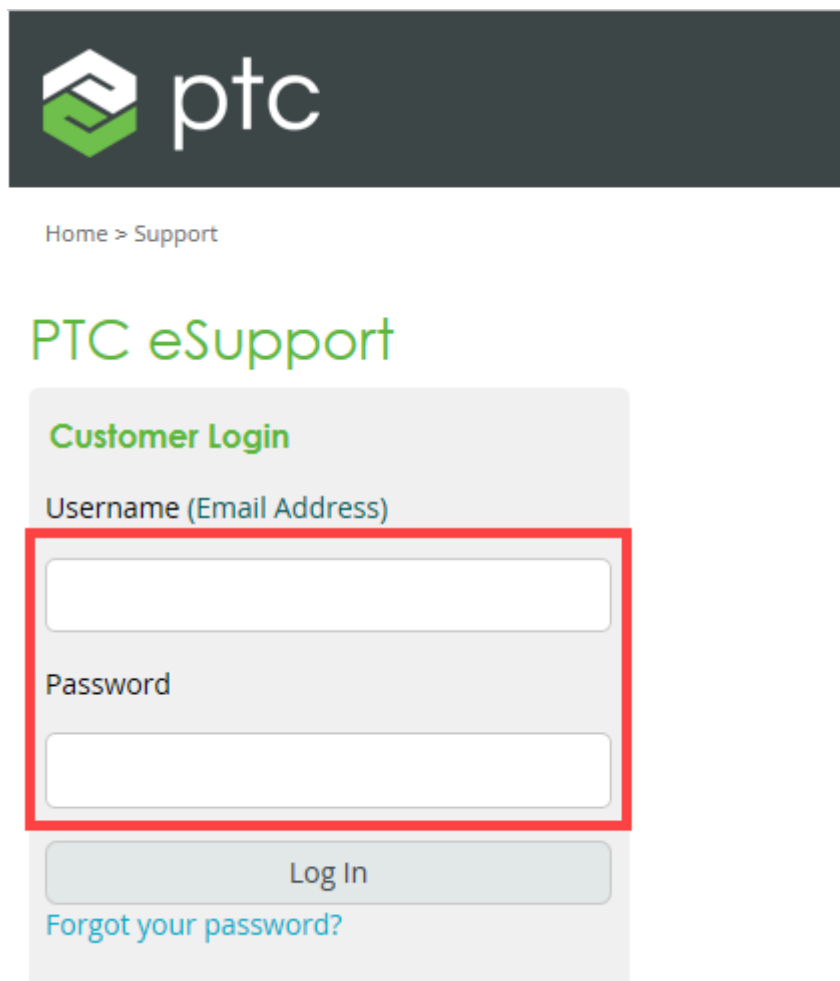 ptc
Home > Support
PTC eSupport
Customer Login
Username (Email Address)
Password
Log In
Forgot your password?